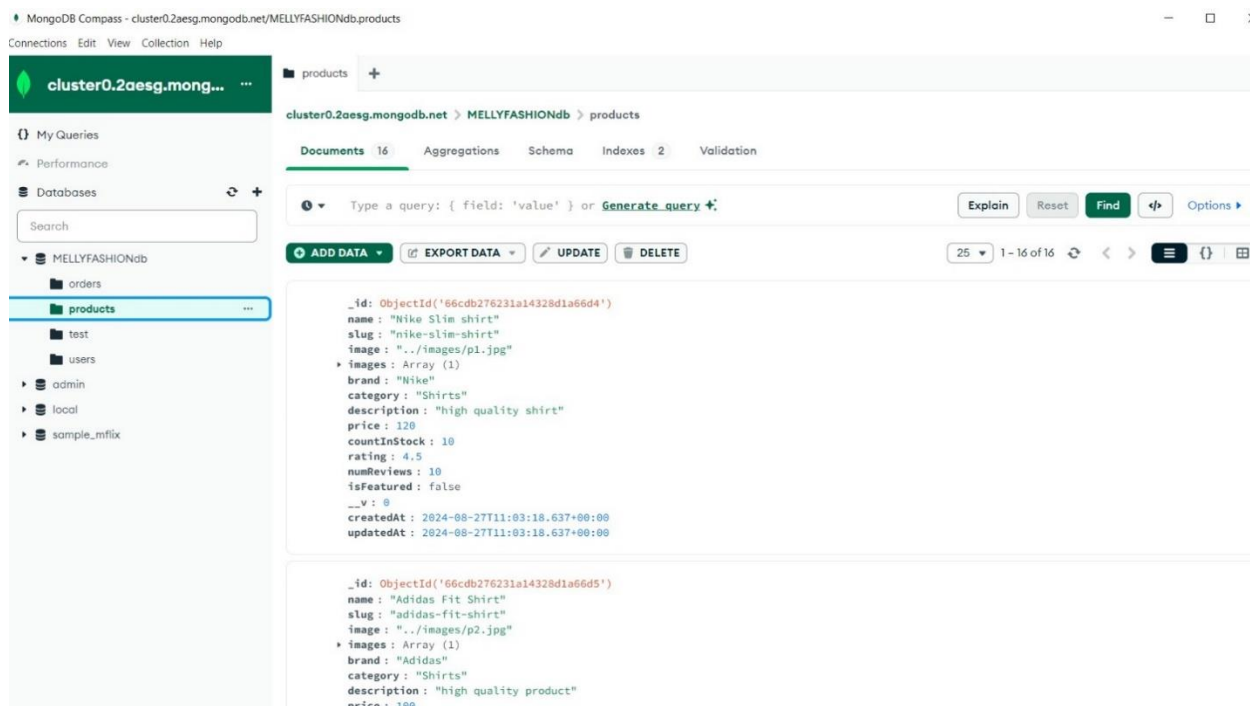 MongoDB Compass - cluster0.2aesg.mongodb.net/MELLYFASHIONdb.products
Connections Edit View Collection Help
cluster0.2aesg.mong... ...
{} My Queries
Performance
Databases
Search
MELLYFASHIONdb
orders
products ...
test
users
admin
local
sample_mflix
products +
cluster0.2aesg.mongodb.net > MELLYFASHIONdb > products
Documents 16 Aggregations Schema Indexes 2 Validation
Type a query: { field: 'value' } or Generate query
Explain Reset Find </> Options
ADD DATA EXPORT DATA UPDATE DELETE
25 1 – 16 of 16 < > {}
_id: ObjectId('66cdb276231a14328d1a66d4')
name : "Nike Slim shirt"
slug : "nike-slim-shirt"
image : "../images/p1.jpg"
images : Array (1)
brand : "Nike"
category : "Shirts"
description : "high quality shirt"
price : 120
countInStock : 10
rating : 4.5
numReviews : 10
isFeatured : false
__v : 0
createdAt : 2024-08-27T11:03:18.637+00:00
updatedAt : 2024-08-27T11:03:18.637+00:00
_id: ObjectId('66cdb276231a14328d1a66d5')
name : "Adidas Fit Shirt"
slug : "adidas-fit-shirt"
image : "../images/p2.jpg"
images : Array (1)
brand : "Adidas"
category : "Shirts"
description : "high quality product"
price : 100